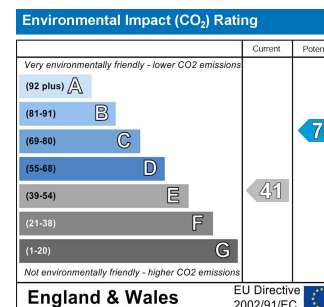 Environmental Impact (CO₂) Rating
Current
Very environmentally friendly - lower CO2 emissions
(92 plus) A
(81-91) B
(69-80) C
(55-68) D
(39-54) E
41
(21-38) F
(1-20) G
Not environmentally friendly - higher CO2 emissions
England & Wales
EU Directive
2002/91/EC